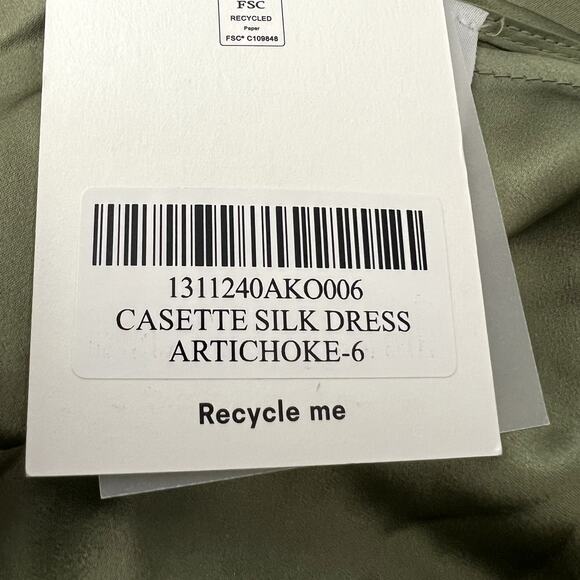 FSC
RECYCLED
Paper
FSC® C109848
1311240AKO006
CASETTE SILK DRESS
ARTICHOKE-6
Recycle me